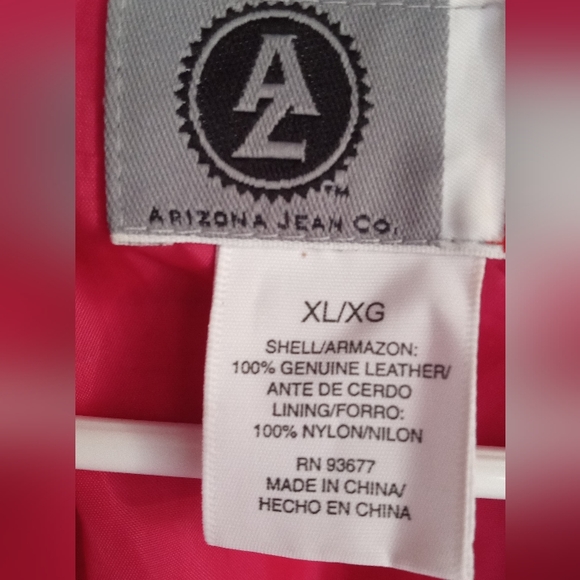 AZ
TM
ARIZONA JEAN CO.
XL/XG
SHELL/ARMAZON:
100% GENUINE LEATHER/
ANTE DE CERDO
LINING/FORRO:
100% NYLON/NILON
RN 93677
MADE IN CHINA/
HECHO EN CHINA